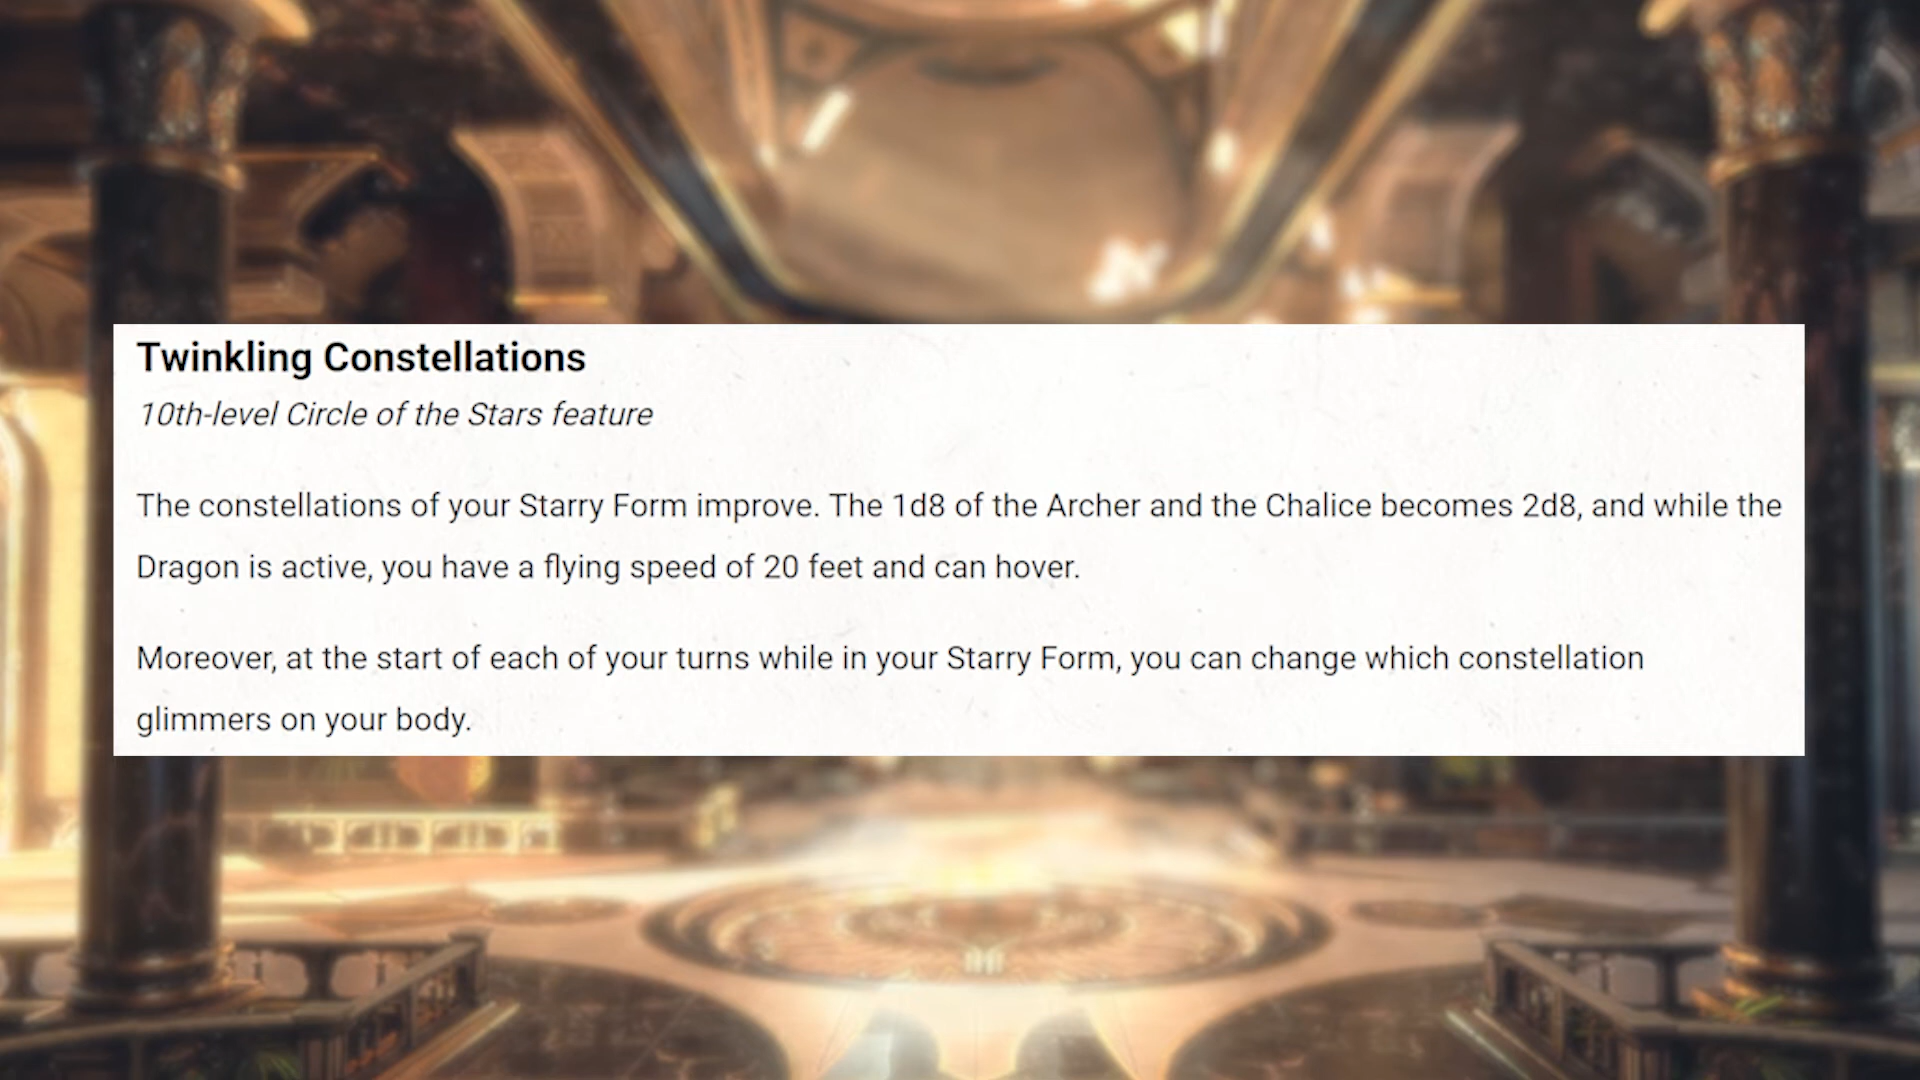 Twinkling Constellations
10th-level Circle of the Stars feature
The constellations of your Starry Form improve. The 1d8 of the Archer and the Chalice becomes 2d8, and while the
Dragon is active, you have a flying speed of 20 feet and can hover.
Moreover, at the start of each of your turns while in your Starry Form, you can change which constellation
glimmers on your body.